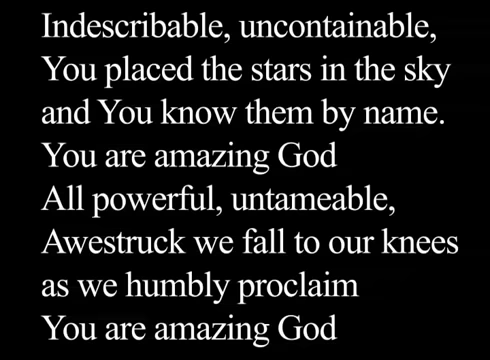 Indescribable, uncontainable,
You placed the stars in the sky
and You know them by name.
You are amazing God
All powerful, untameable,
Awestruck we fall to our knees
as we humbly proclaim
You are amazing God